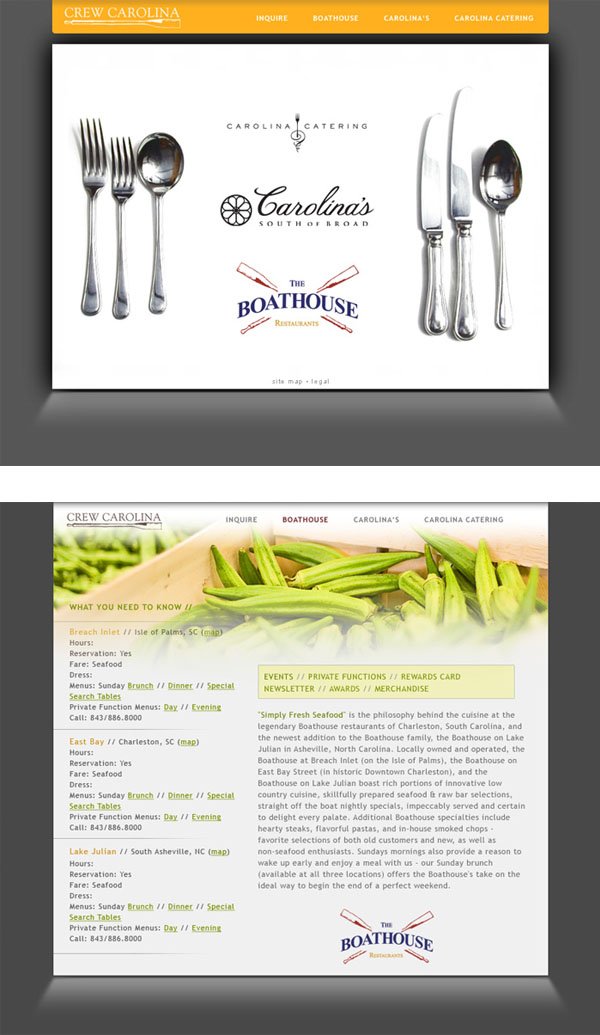 CREW CAROLINA
INQUIRE BOATHOUSE CAROLINA'S CAROLINA CATERING
CAROLINA CATERING
Carolina's
SOUTH OF BROAD
THE
BOATHOUSE
RESTAURANTS
site map • legal
CREW CAROLINA
INQUIRE BOATHOUSE CAROLINA'S CAROLINA CATERING
WHAT YOU NEED TO KNOW //
Breach Inlet // Isle of Palms, SC (map)
Hours:
Reservation: Yes
Fare: Seafood
Dress:
Menus: Sunday Brunch // Dinner // Special
Search Tables
Private Function Menus: Day // Evening
Call: 843/886.8000
East Bay // Charleston, SC (map)
Hours:
Reservation: Yes
Fare: Seafood
Dress:
Menus: Sunday Brunch // Dinner // Special
Search Tables
Private Function Menus: Day // Evening
Call: 843/886.8000
Lake Julian // South Asheville, NC (map)
Hours:
Reservation: Yes
Fare: Seafood
Dress:
Menus: Sunday Brunch // Dinner // Special
Search Tables
Private Function Menus: Day // Evening
Call: 843/886.8000
EVENTS // PRIVATE FUNCTIONS // REWARDS CARD
NEWSLETTER // AWARDS // MERCHANDISE
"Simply Fresh Seafood" is the philosophy behind the cuisine at the
legendary Boathouse restaurants of Charleston, South Carolina, and
the newest addition to the Boathouse family, the Boathouse on Lake
Julian in Asheville, North Carolina. Locally owned and operated, the
Boathouse at Breach Inlet (on the Isle of Palms), the Boathouse on
East Bay Street (in historic Downtown Charleston), and the
Boathouse on Lake Julian boast rich portions of innovative low
country cuisine, skillfully prepared seafood & raw bar selections,
straight off the boat nightly specials, impeccably served and certain
to delight every palate. Additional Boathouse specialties include
hearty steaks, flavorful pastas, and in-house smoked chops -
favorite selections of both old customers and new, as well as
non-seafood enthusiasts. Sundays mornings also provide a reason to
wake up early and enjoy a meal with us - our Sunday brunch
(available at all three locations) offers the Boathouse's take on the
ideal way to begin the end of a perfect weekend.
THE
BOATHOUSE
RESTAURANTS